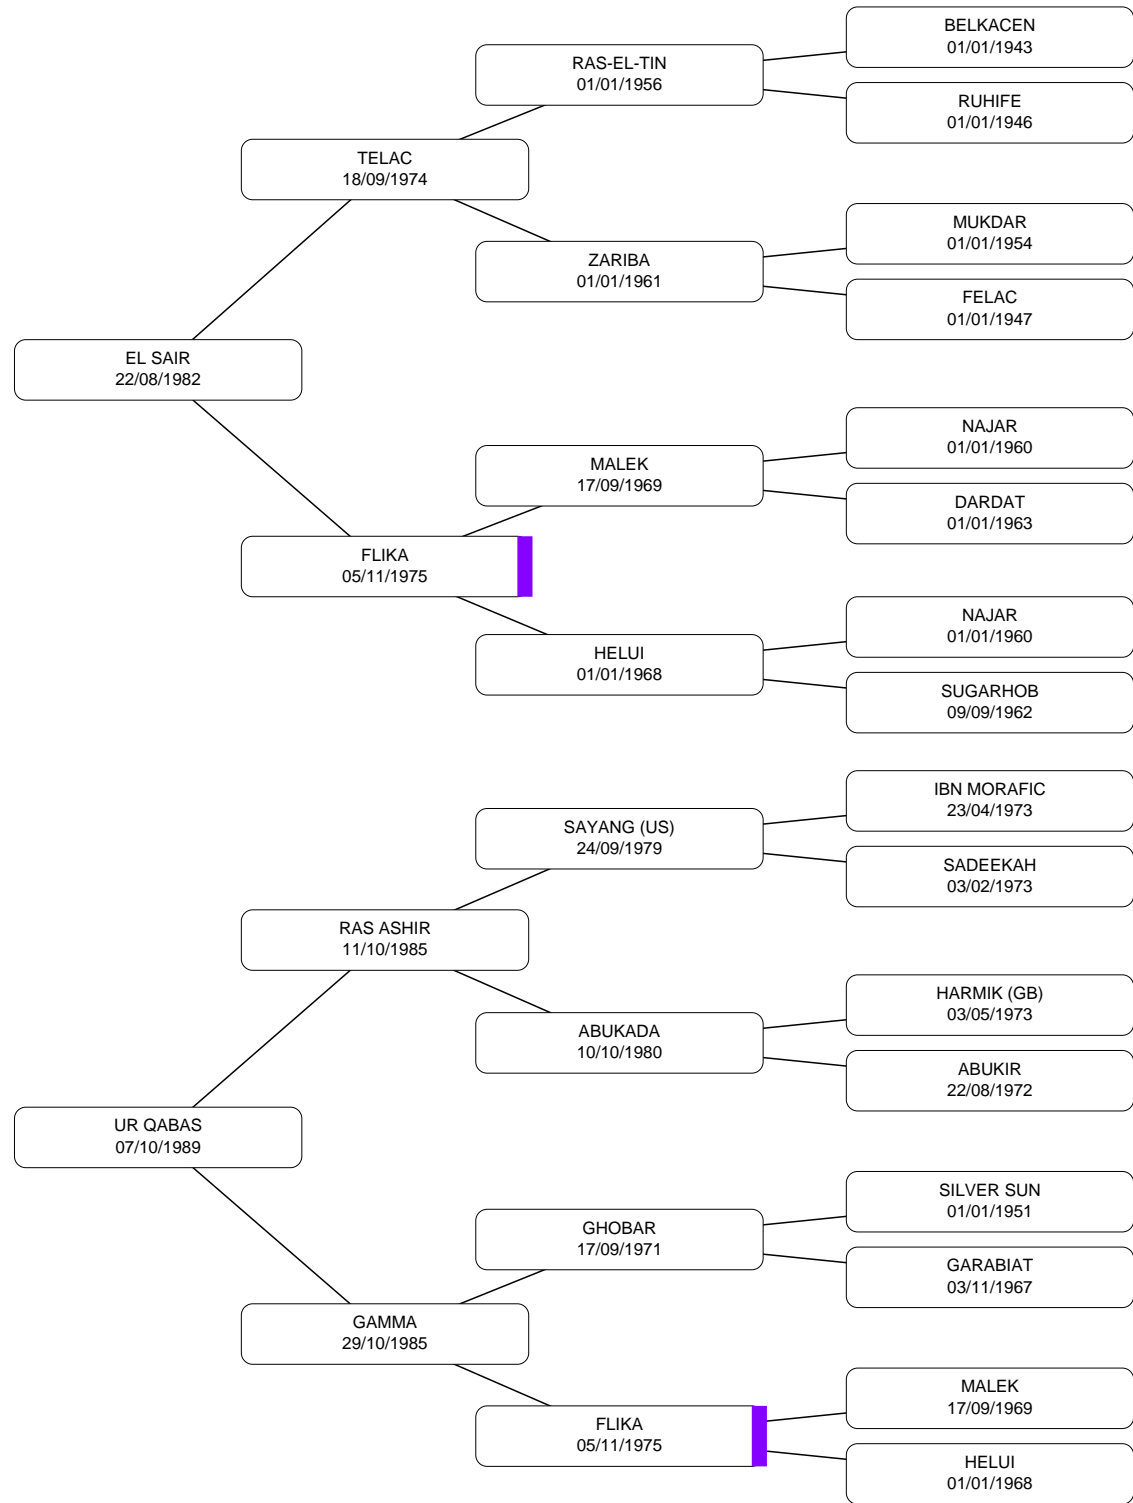 BELKACEN
01/01/1943
RAS-EL-TIN
01/01/1956
RUHIFE
01/01/1946
TELAC
18/09/1974
MUKDAR
01/01/1954
ZARIBA
01/01/1961
FELAC
01/01/1947
EL SAIR
22/08/1982
NAJAR
01/01/1960
MALEK
17/09/1969
DARDAT
01/01/1963
FLIKA
05/11/1975
NAJAR
01/01/1960
HELUI
01/01/1968
SUGARHOB
09/09/1962
IBN MORAFIC
23/04/1973
SAYANG (US)
24/09/1979
SADEEKAH
03/02/1973
RAS ASHIR
11/10/1985
HARMIK (GB)
03/05/1973
ABUKADA
10/10/1980
ABUKIR
22/08/1972
UR QABAS
07/10/1989
SILVER SUN
01/01/1951
GHOBAR
17/09/1971
GARABIAT
03/11/1967
GAMMA
29/10/1985
MALEK
17/09/1969
FLIKA
05/11/1975
HELUI
01/01/1968